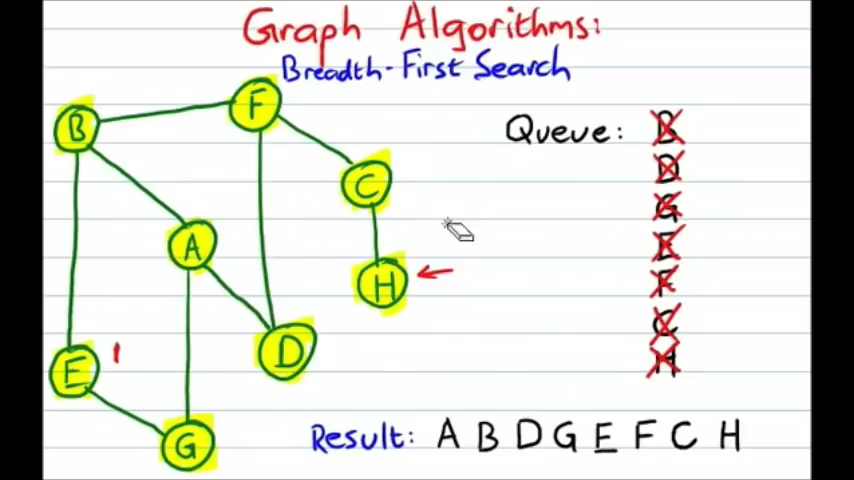 Graph Algorithms:
Breadth-First Search
B
F
C
A
H
E
D
G
Queue:
B
D
G
E
F
C
H
Result: A B D G E F C H